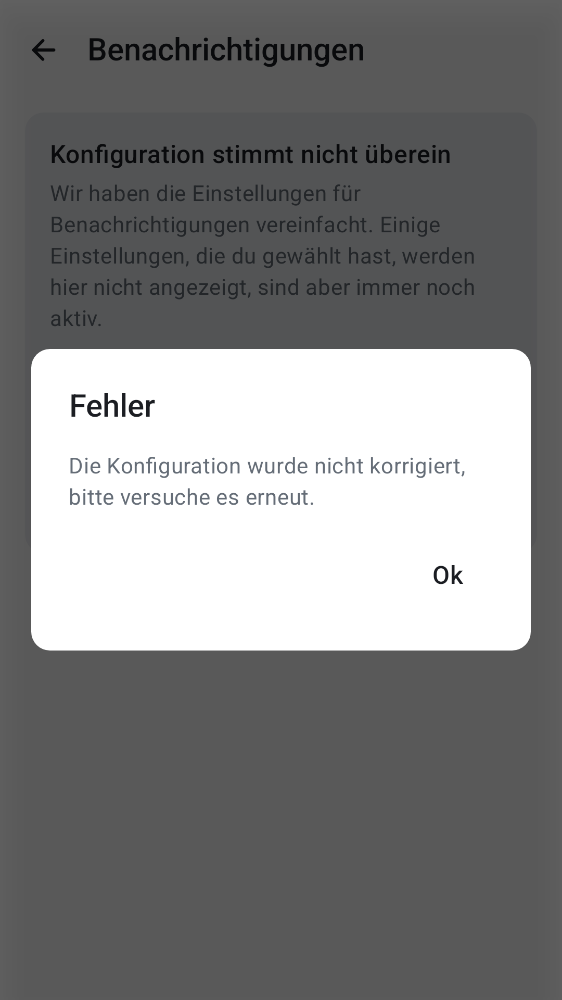 Benachrichtigungen
Konfiguration stimmt nicht überein
Wir haben die Einstellungen für
Benachrichtigungen vereinfacht. Einige
Einstellungen, die du gewählt hast, werden
hier nicht angezeigt, sind aber immer noch
aktiv.
Fehler
Die Konfiguration wurde nicht korrigiert,
bitte versuche es erneut.
Ok